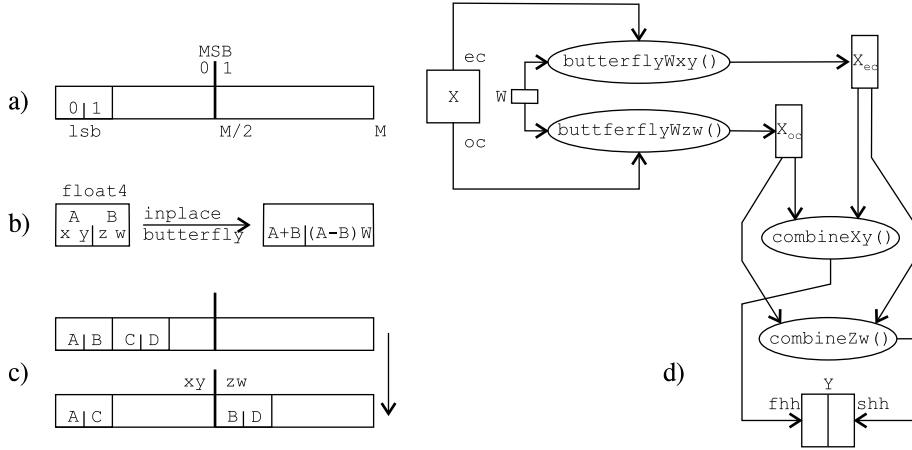 a)
MSB
0 1
0 1
lsb
M/2
M
b)
float4
A B
x y z w
inplace
butterfly
A+B (A-B)W
c)
A B C D
xy zw
A C B D
d)
X
ec
oc
W
butterflyWxy()
buttferflyWzw()
Xec
Xoc
combineXy()
combineZw()
Y
fhh
shh